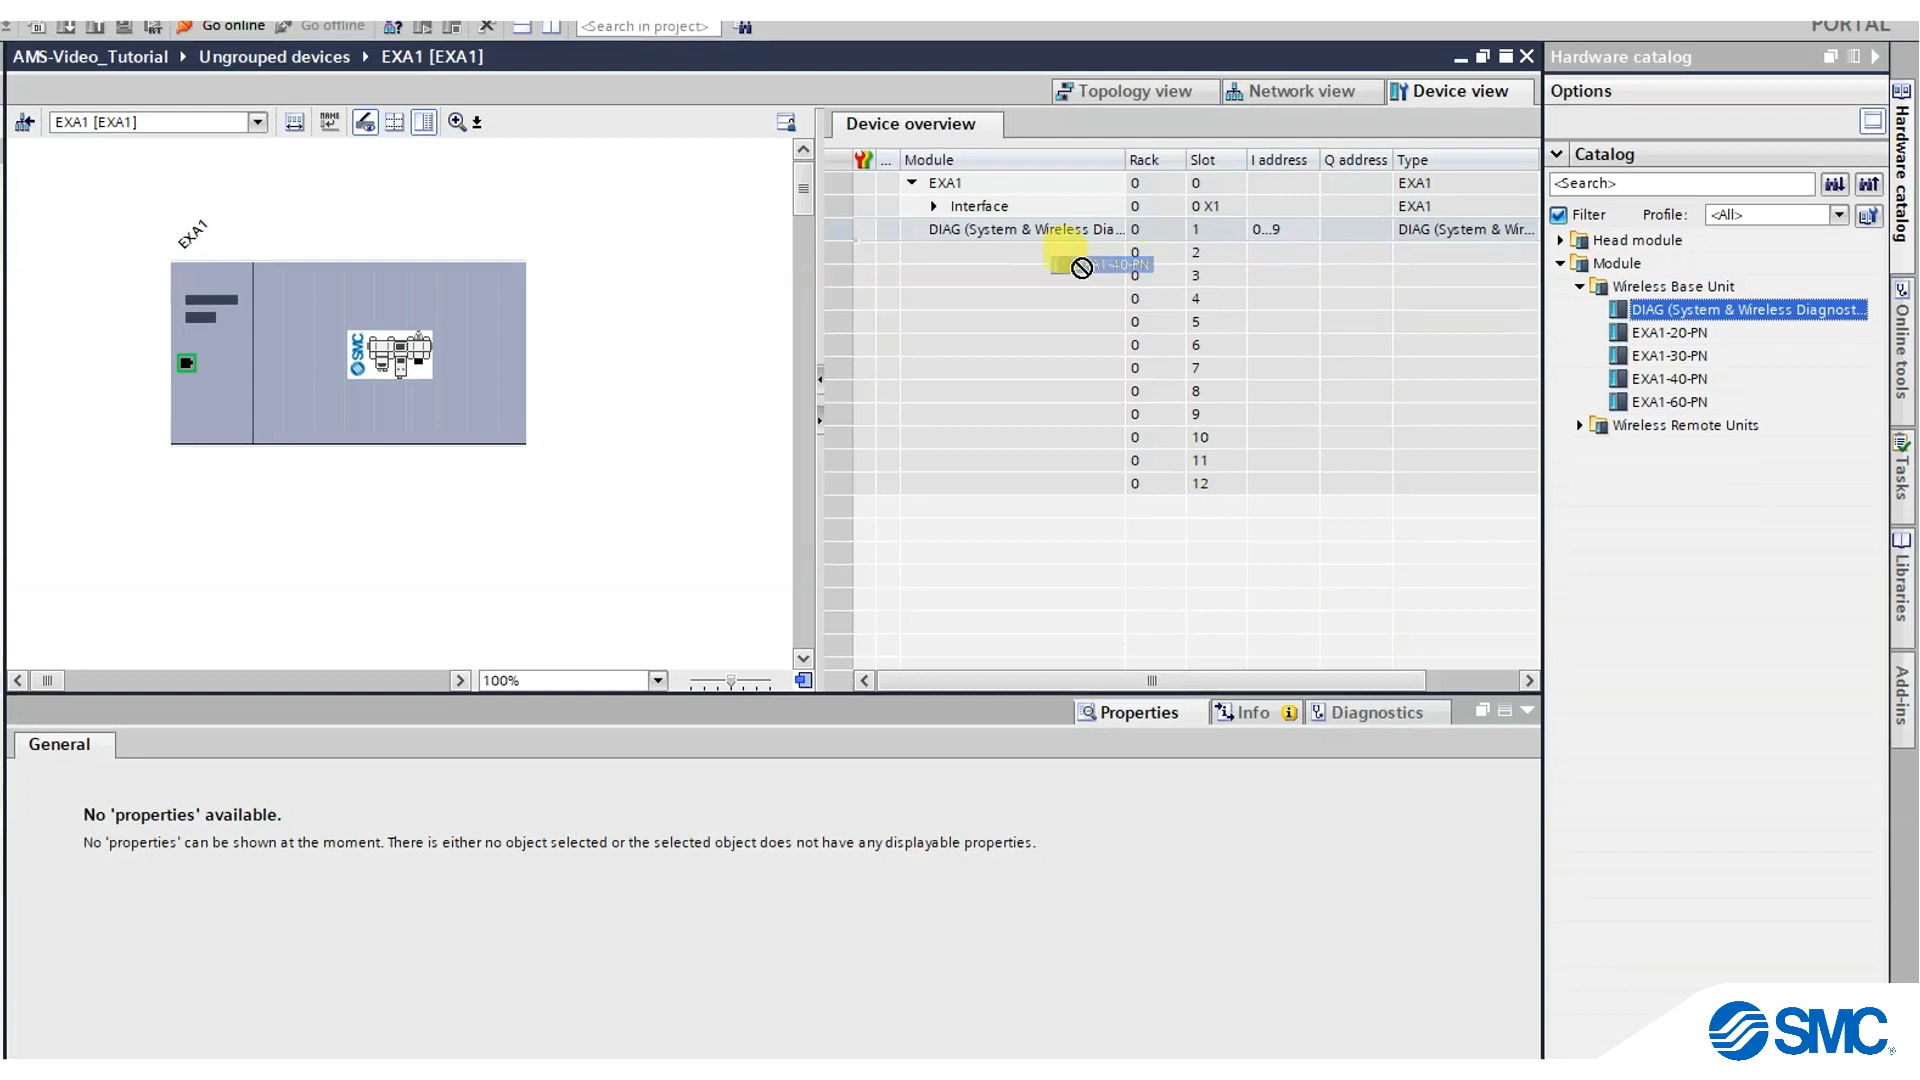 Go online
Go offline
<Search in project>
PORTAL
AMS-Video_Tutorial
Ungrouped devices
EXA1 [EXA1]
Hardware catalog
Topology view
Network view
Device view
Options
EXA1 [EXA1]
Device overview
Catalog
... Module Rack Slot I address Q address Type
<Search>
EXA1 0 0 EXA1
Interface 0 0 X1 EXA1
Filter Profile: <All>
DIAG (System & Wireless Dia... 0 1 0...9 DIAG (System & Wir...
Head module
0 2
Module
0 3
Wireless Base Unit
0 4
DIAG (System & Wireless Diagnost...
0 5
EXA1-20-PN
0 6
EXA1-30-PN
0 7
EXA1-40-PN
0 8
EXA1-60-PN
0 9
Wireless Remote Units
0 10
0 11
0 12
EXA1
SMC
100%
Properties
Info
Diagnostics
General
No 'properties' available.
No 'properties' can be shown at the moment. There is either no object selected or the selected object does not have any displayable properties.
Hardware catalog
Online tools
Tasks
Libraries
Add-ins
SMC